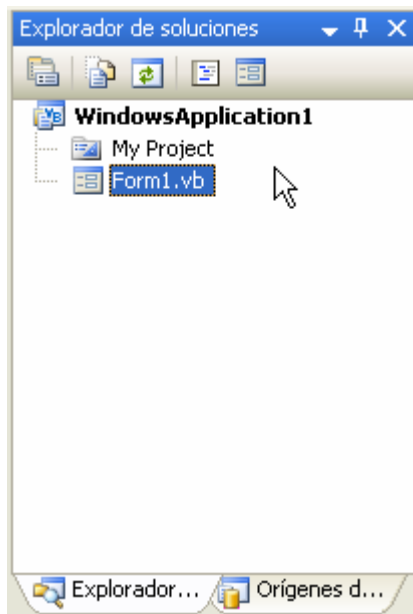 Explorador de soluciones
WindowsApplication1
My Project
Form1.vb
Explorador... Orígenes d...